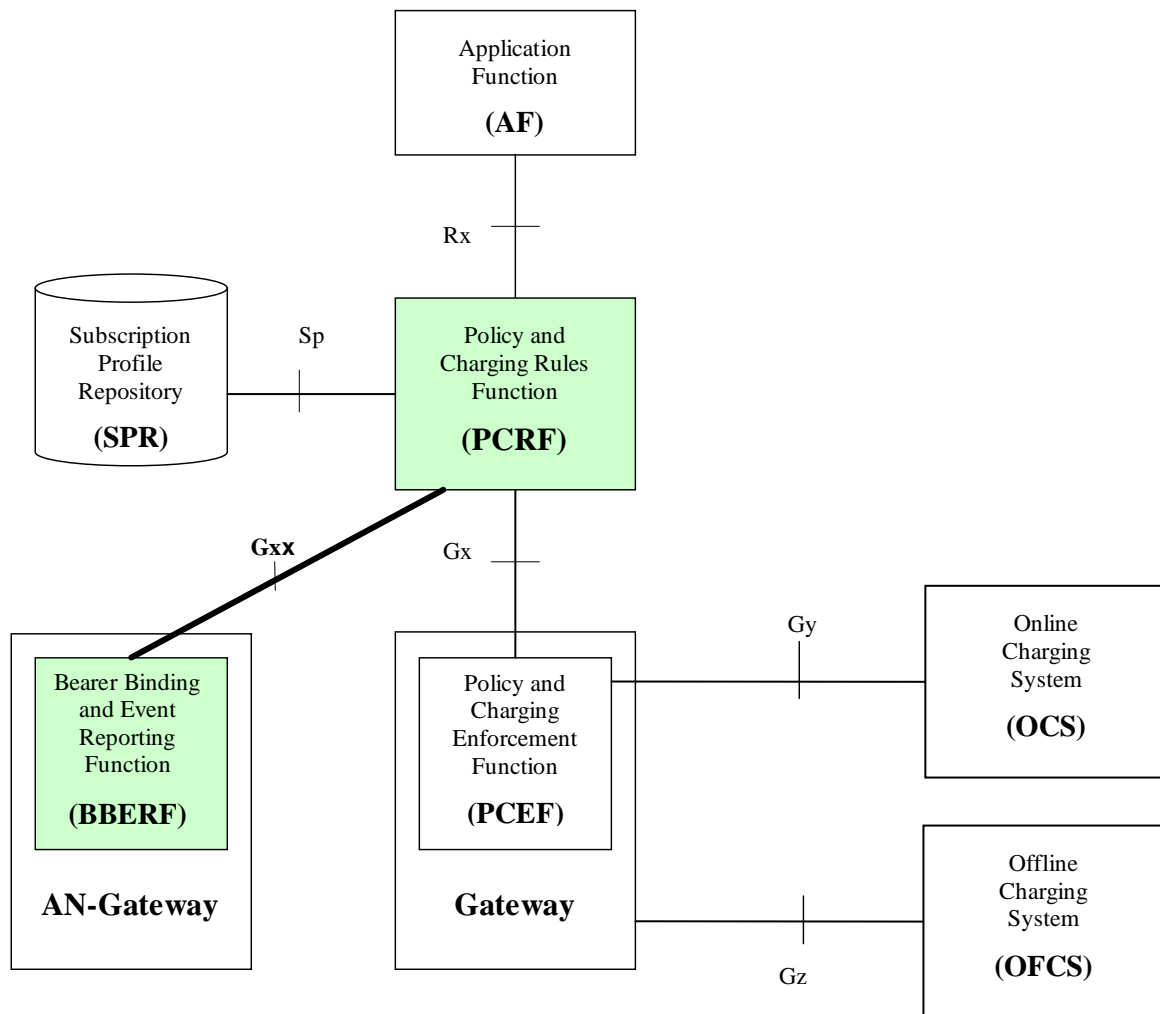 Application
Function
(AF)
Rx
Subscription
Profile
Repository
(SPR)
Sp
Policy and
Charging Rules
Function
(PCRF)
Gxx
Gx
Bearer Binding
and Event
Reporting
Function
(BBERF)
AN-Gateway
Policy and
Charging
Enforcement
Function
(PCEF)
Gateway
Gy
Online
Charging
System
(OCS)
Gz
Offline
Charging
System
(OFCS)